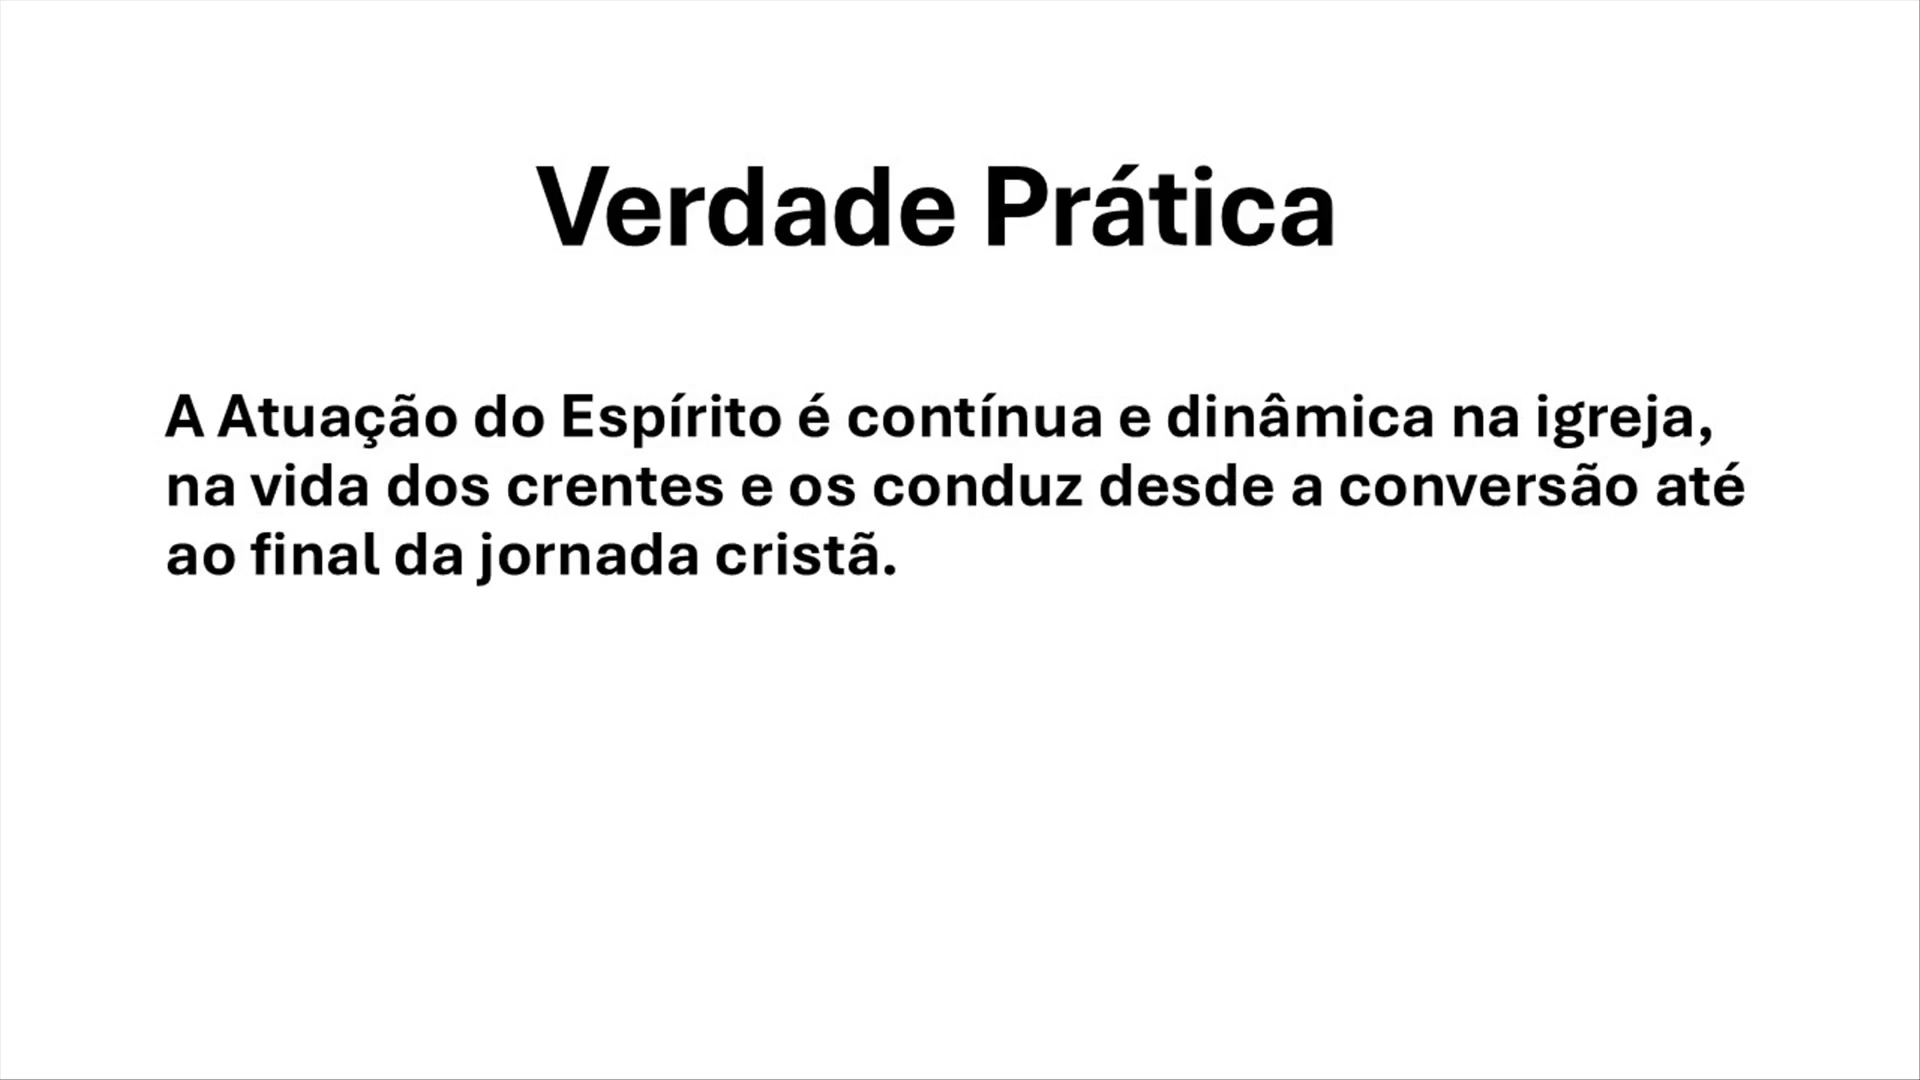 Verdade Prática
A Atuação do Espírito é contínua e dinâmica na igreja,
na vida dos crentes e os conduz desde a conversão até
ao final da jornada cristã.